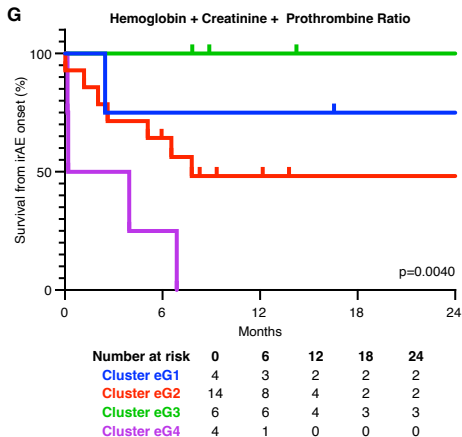 G
Hemoglobin + Creatinine + Prothrombine Ratio
Survival from irAE onset (%)
100
50
0
p=0.0040
0 6 12 18 24
Months
Number at risk 0 6 12 18 24
Cluster eG1 4 3 2 2 2
Cluster eG2 14 8 4 2 2
Cluster eG3 6 6 4 3 3
Cluster eG4 4 1 0 0 0